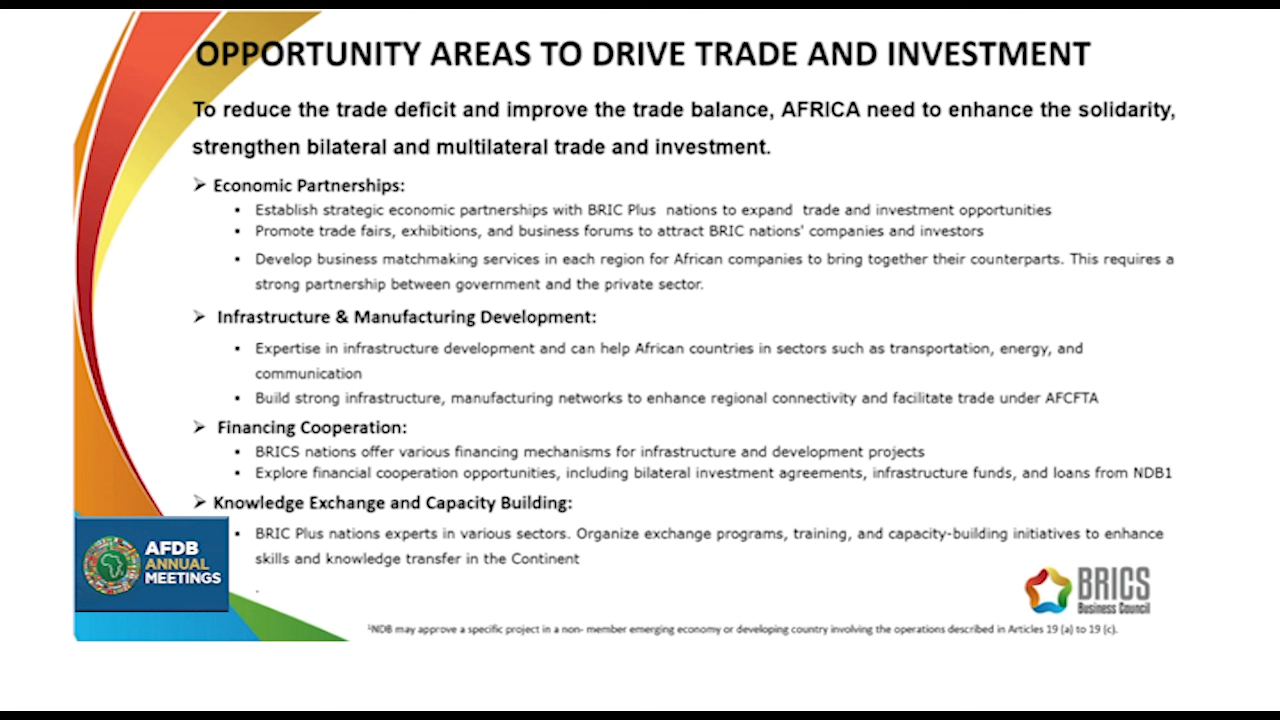 OPPORTUNITY AREAS TO DRIVE TRADE AND INVESTMENT
To reduce the trade deficit and improve the trade balance, AFRICA need to enhance the solidarity,
strengthen bilateral and multilateral trade and investment.
➢ Economic Partnerships:
▪ Establish strategic economic partnerships with BRIC Plus nations to expand trade and investment opportunities
▪ Promote trade fairs, exhibitions, and business forums to attract BRIC nations' companies and investors
▪ Develop business matchmaking services in each region for African companies to bring together their counterparts. This requires a
strong partnership between government and the private sector.
➢ Infrastructure & Manufacturing Development:
▪ Expertise in infrastructure development and can help African countries in sectors such as transportation, energy, and
communication
▪ Build strong infrastructure, manufacturing networks to enhance regional connectivity and facilitate trade under AFCFTA
➢ Financing Cooperation:
▪ BRICS nations offer various financing mechanisms for infrastructure and development projects
▪ Explore financial cooperation opportunities, including bilateral investment agreements, infrastructure funds, and loans from NDB1
➢ Knowledge Exchange and Capacity Building:
▪ BRIC Plus nations experts in various sectors. Organize exchange programs, training, and capacity-building initiatives to enhance
skills and knowledge transfer in the Continent
.
AFDB
ANNUAL
MEETINGS
BRICS
Business Council
¹NDB may approve a specific project in a non- member emerging economy or developing country involving the operations described in Articles 19 (a) to 19 (c).